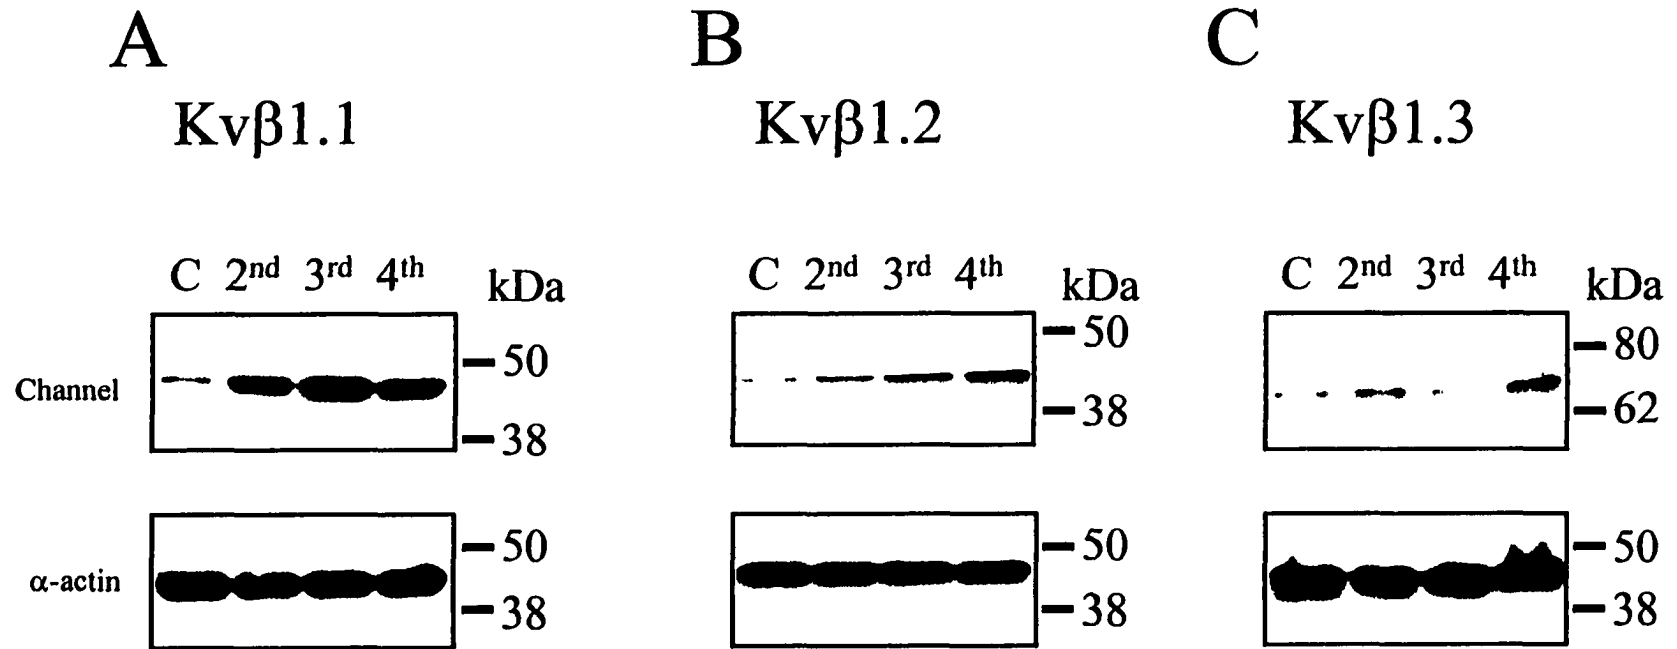 A B C
Kvβ1.1 Kvβ1.2 Kvβ1.3
C 2nd 3rd 4th kDa C 2nd 3rd 4th kDa C 2nd 3rd 4th kDa
Channel 50 50 80
38 38 62
α-actin 50 50 50
38 38 38